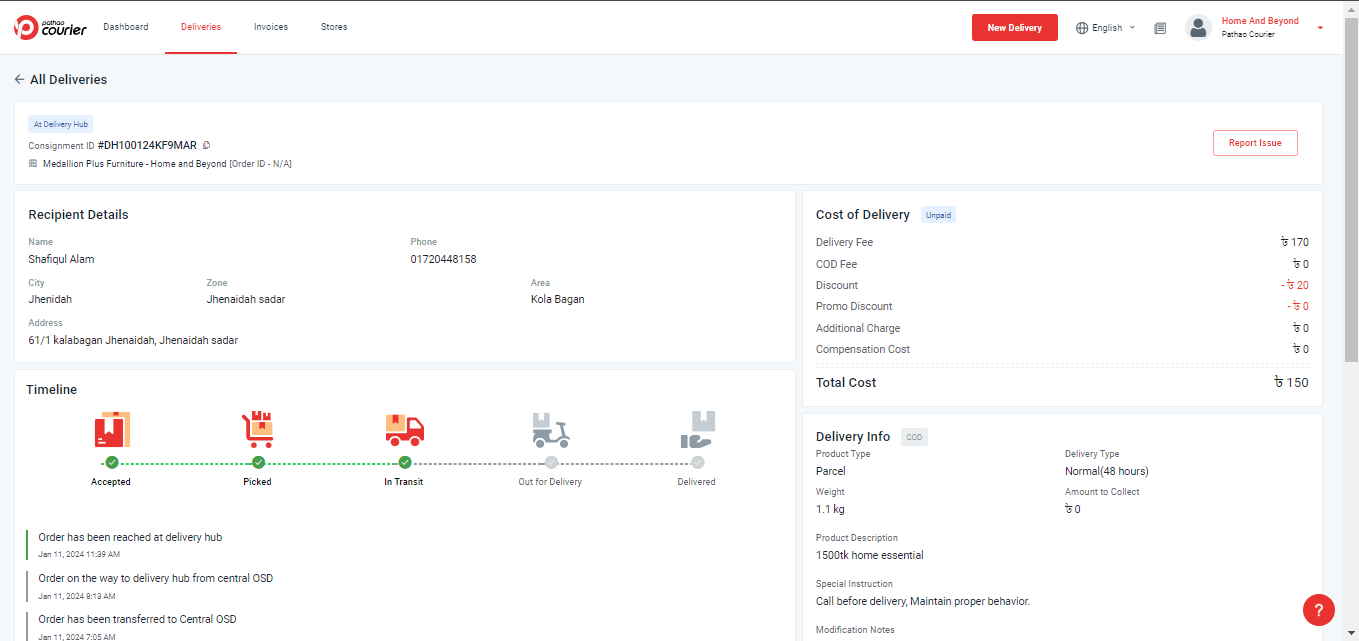 pathao
courier
Dashboard
Deliveries
Invoices
Stores
New Delivery
English
Home And Beyond
Pathao Courier
All Deliveries
At Delivery Hub
Consignment ID #DH100124KF9MAR
Medallion Plus Furniture - Home and Beyond [Order ID - N/A]
Report Issue
Recipient Details
Name
Shafiqul Alam
Phone
01720448158
City
Jhenidah
Zone
Jhenaidah sadar
Area
Kola Bagan
Address
61/1 kalabagan Jhenaidah, Jhenaidah sadar
Cost of Delivery Unpaid
Delivery Fee ৳ 170
COD Fee ৳ 0
Discount - ৳ 20
Promo Discount - ৳ 0
Additional Charge ৳ 0
Compensation Cost ৳ 0
Total Cost ৳ 150
Timeline
Accepted
Picked
In Transit
Out for Delivery
Delivered
Order has been reached at delivery hub
Jan 11, 2024 11:39 AM
Order on the way to delivery hub from central OSD
Jan 11, 2024 8:13 AM
Order has been transferred to Central OSD
Jan 11, 2024 7:05 AM
Delivery Info COD
Product Type
Parcel
Delivery Type
Normal(48 hours)
Weight
1.1 kg
Amount to Collect
৳ 0
Product Description
1500tk home essential
Special Instruction
Call before delivery, Maintain proper behavior.
Modification Notes
?